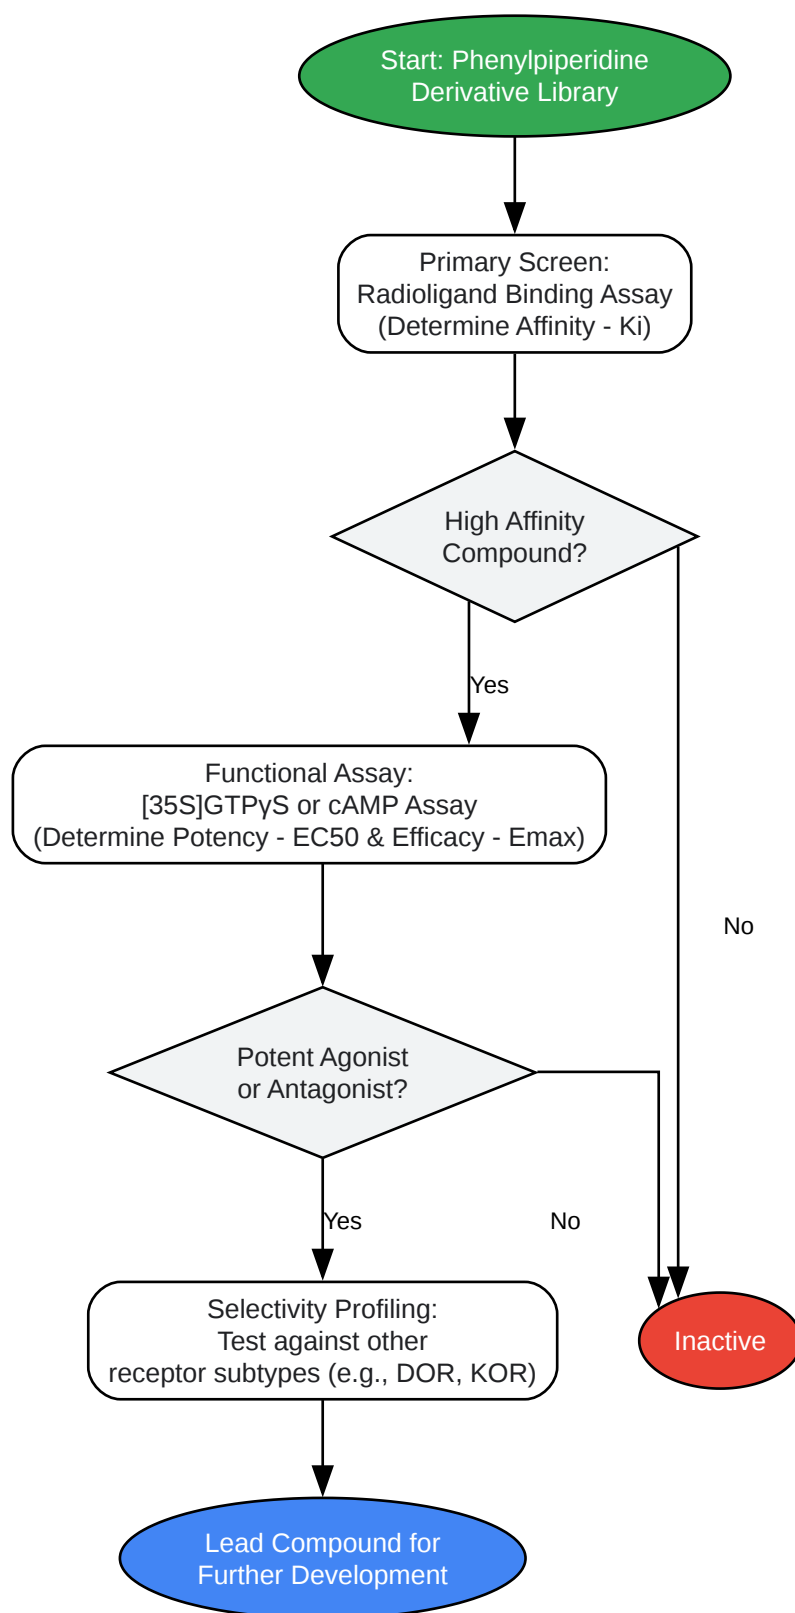 Start: Phenylpiperidine
Derivative Library
Primary Screen:
Radioligand Binding Assay
(Determine Affinity - Ki)
High Affinity
Compound?
Yes
Functional Assay:
[35S]GTPγS or cAMP Assay
(Determine Potency - EC50 & Efficacy - Emax)
No
Potent Agonist
or Antagonist?
Yes
No
Selectivity Profiling:
Test against other
receptor subtypes (e.g., DOR, KOR)
Inactive
Lead Compound for
Further Development